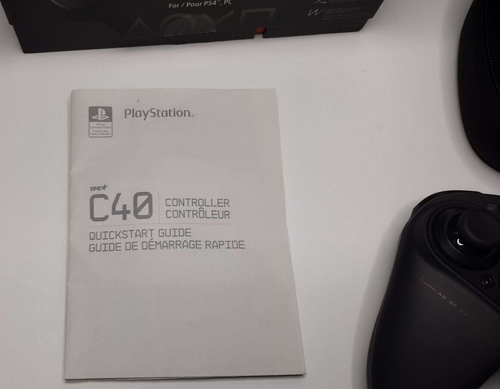 For / Pour PS4™, PC
PlayStation®
C40
CONTROLLER
CONTRÔLEUR
QUICKSTART GUIDE
GUIDE DE DÉMARRAGE RAPIDE